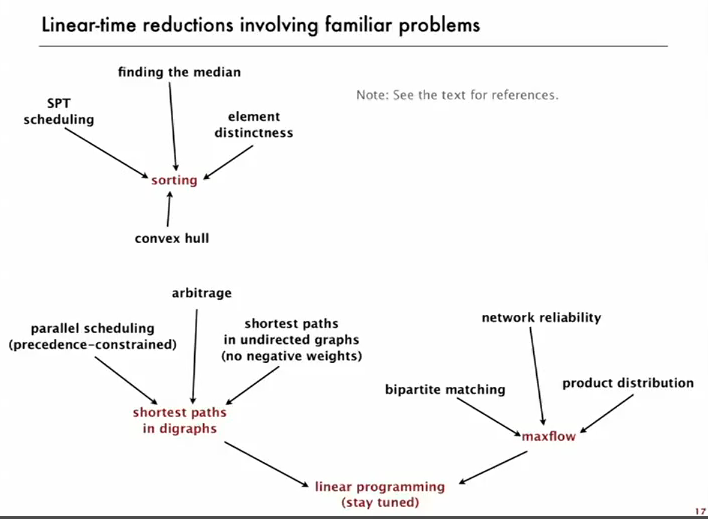 Linear-time reductions involving familiar problems
finding the median
Note: See the text for references.
SPT
scheduling
element
distinctness
sorting
convex hull
arbitrage
parallel scheduling
(precedence-constrained)
shortest paths
in undirected graphs
(no negative weights)
network reliability
bipartite matching
product distribution
shortest paths
in digraphs
maxflow
linear programming
(stay tuned)
17